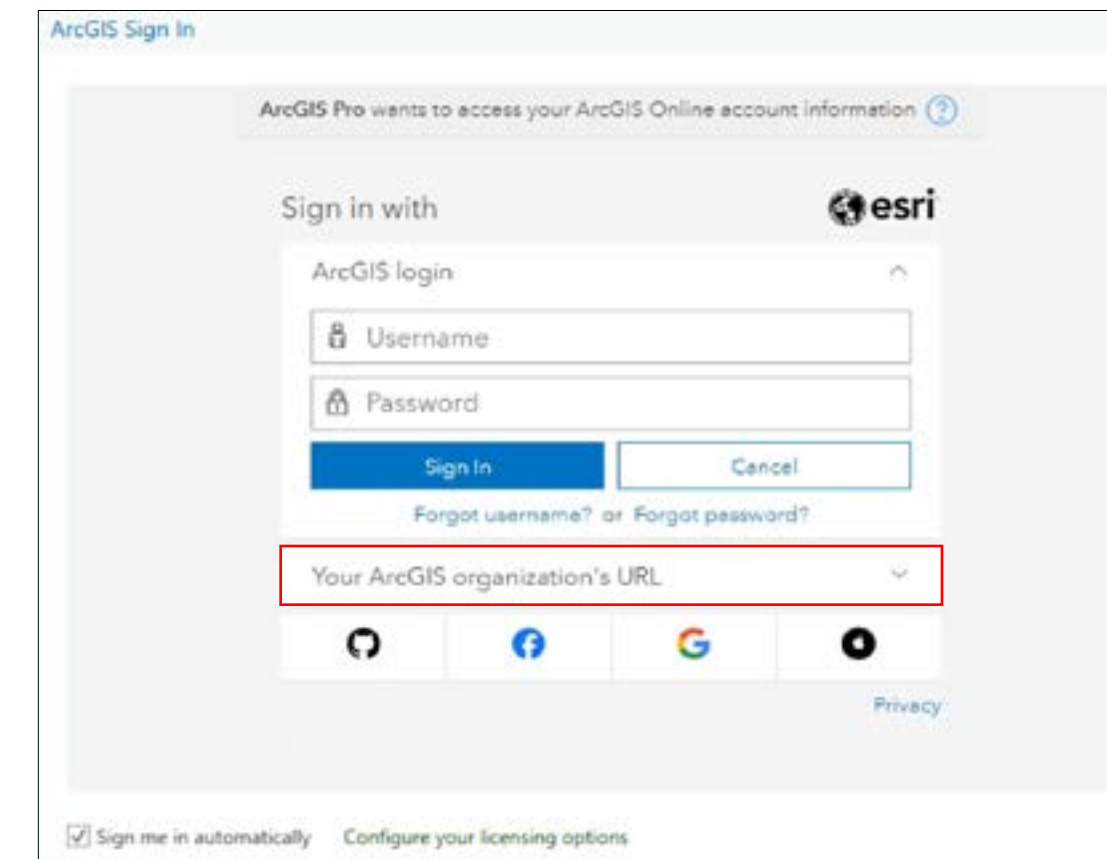 ArcGIS Sign In
ArcGIS Pro wants to access your ArcGIS Online account information ?
Sign in with esri
ArcGIS login
Username
Password
Sign In Cancel
Forgot username? or Forgot password?
Your ArcGIS organization's URL
Privacy
Sign me in automatically Configure your licensing options